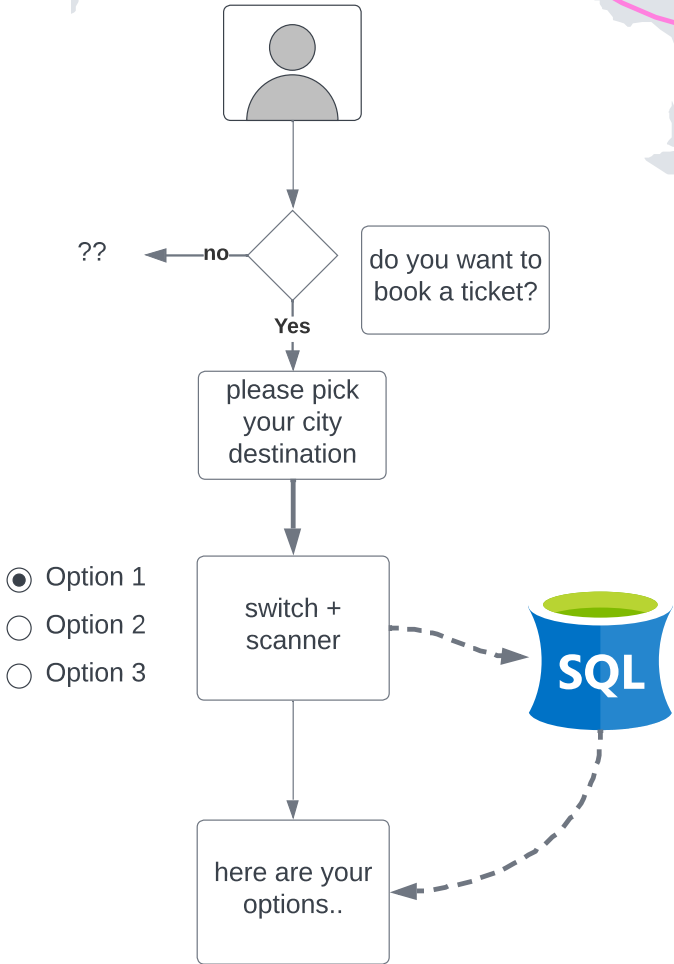 ??
no
do you want to
book a ticket?
Yes
please pick
your city
destination
Option 1
Option 2
Option 3
switch +
scanner
SQL
here are your
options..